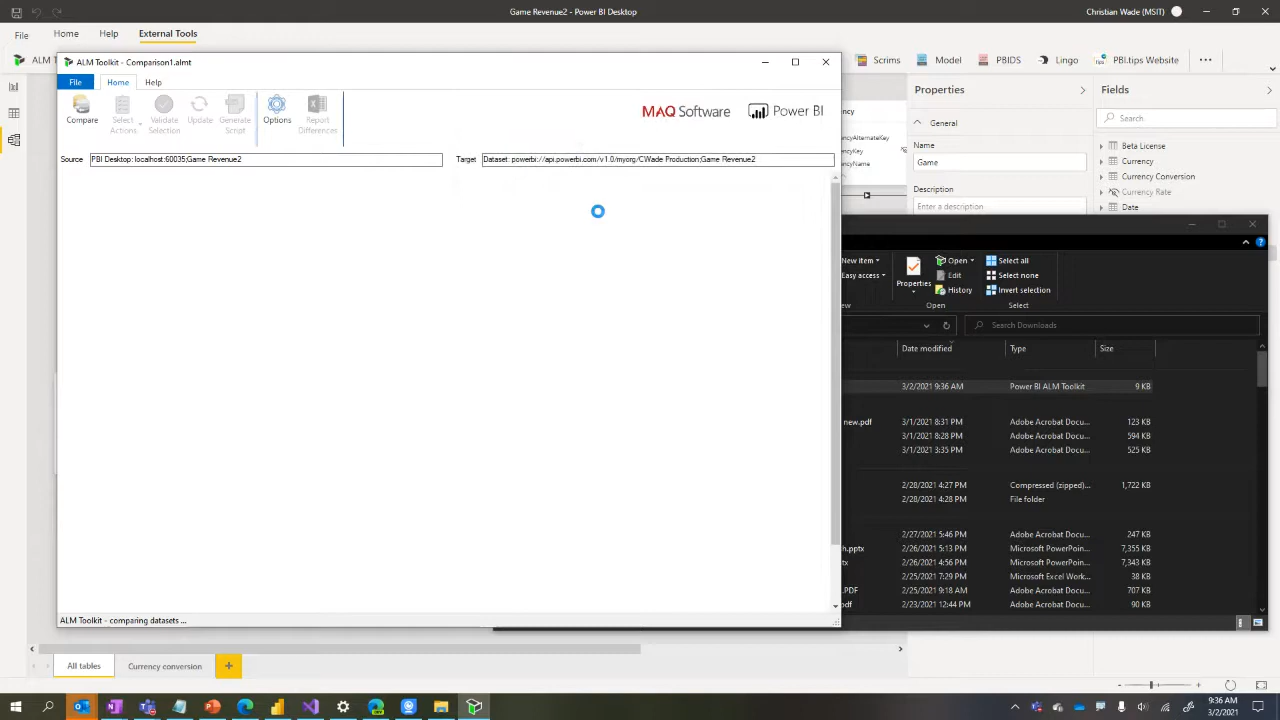 Game Revenue2 - Power BI Desktop
Christian Wade (MSIT)
File
Home
Help
External Tools
ALM T
Scrims
Model
PBIDS
Lingo
PBI.tips Website
ALM Toolkit - Comparison1.almt
File
Home
Help
Compare
Select Actions
Validate Selection
Update
Generate Script
Options
Report Differences
MAQ Software
Power BI
Source
PBI Desktop: localhost:60035;Game Revenue2
Target
Dataset: powerbi://api.powerbi.com/v1.0/myorg/CWade Production;Game Revenue2
ALM Toolkit - comparing datasets ...
ency
encyAlternateKey
encyKey
encyName
Properties
General
Name
Game
Description
Enter a description
Fields
Search
Beta License
Currency
Currency Conversion
Currency Rate
Date
New item
Easy access
ew
Properties
Open
Edit
History
Open
Select all
Select none
Invert selection
Select
Search Downloads
Date modified
Type
Size
3/2/2021 9:36 AM Power BI ALM Toolkit 9 KB
new.pdf 3/1/2021 8:31 PM Adobe Acrobat Docu... 123 KB
3/1/2021 8:28 PM Adobe Acrobat Docu... 594 KB
3/1/2021 3:35 PM Adobe Acrobat Docu... 525 KB
2/28/2021 4:27 PM Compressed (zipped)... 1,722 KB
2/28/2021 4:28 PM File folder
2/27/2021 5:46 PM Adobe Acrobat Docu... 247 KB
h.pptx 2/26/2021 5:13 PM Microsoft PowerPoin... 7,355 KB
tx 2/26/2021 4:56 PM Microsoft PowerPoin... 7,343 KB
2/25/2021 7:29 PM Microsoft Excel Work... 38 KB
.PDF 2/25/2021 9:18 AM Adobe Acrobat Docu... 707 KB
pdf 2/23/2021 12:44 PM Adobe Acrobat Docu... 90 KB
All tables
Currency conversion
9:36 AM
3/2/2021